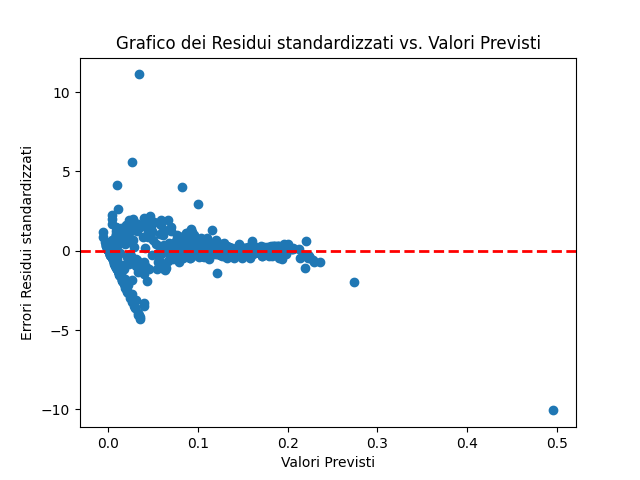 Grafico dei Residui standardizzati vs. Valori Previsti
10
5
0
−5
−10
Errori Residui standardizzati
0.0 0.1 0.2 0.3 0.4 0.5
Valori Previsti